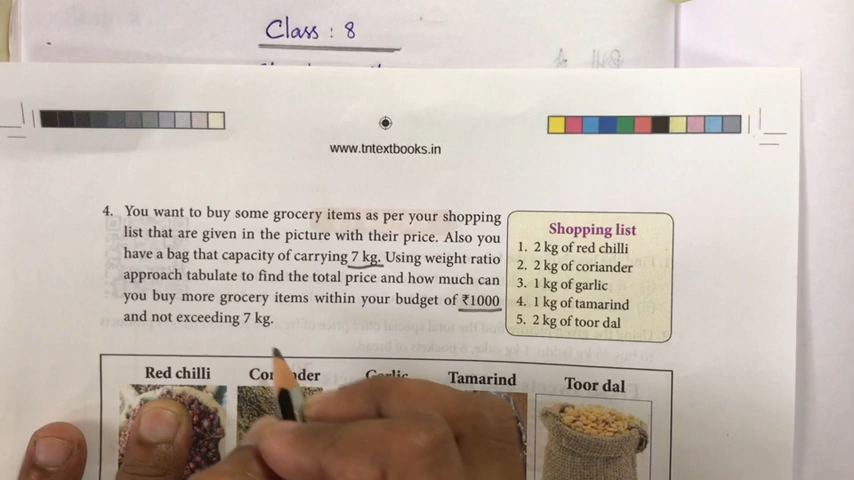 Class : 8
www.tntextbooks.in
4. You want to buy some grocery items as per your shopping
list that are given in the picture with their price. Also you
have a bag that capacity of carrying 7 kg. Using weight ratio
approach tabulate to find the total price and how much can
you buy more grocery items within your budget of ₹1000
and not exceeding 7 kg.
Shopping list
1. 2 kg of red chilli
2. 2 kg of coriander
3. 1 kg of garlic
4. 1 kg of tamarind
5. 2 kg of toor dal
Red chilli
Tamarind
Toor dal